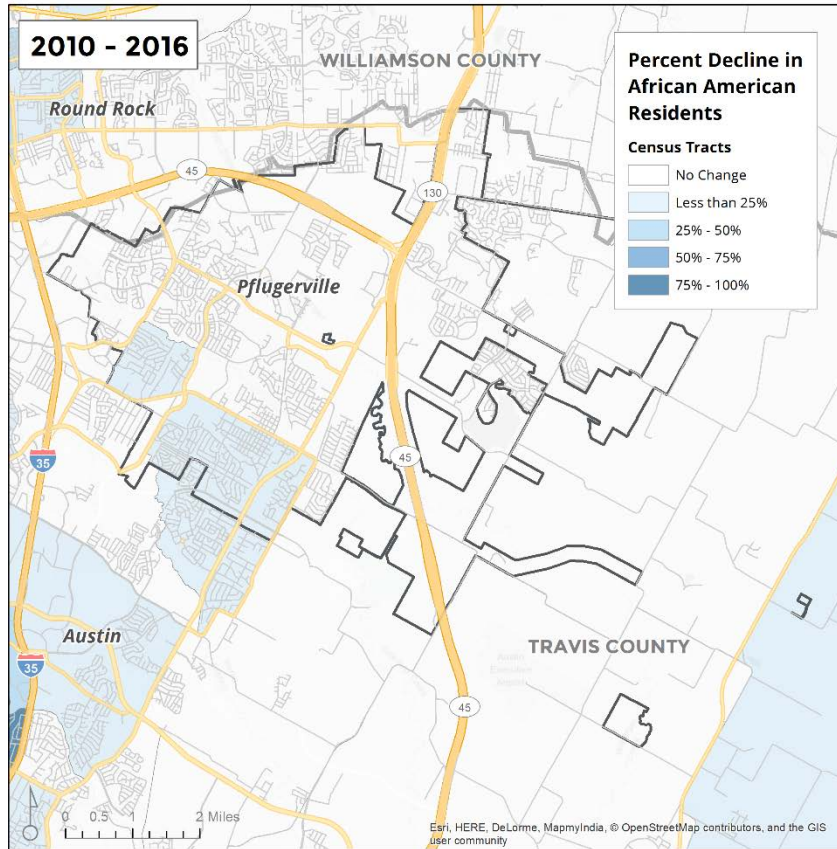 2010 - 2016
WILLIAMSON COUNTY
Percent Decline in
African American
Residents
Census Tracts
No Change
Less than 25%
25% - 50%
50% - 75%
75% - 100%
Round Rock
45
130
Pflugerville
45
35
Austin
35
TRAVIS COUNTY
45
0 0.5 1 2 Miles
Esri, HERE, DeLorme, MapmyIndia, © OpenStreetMap contributors, and the GIS
user community